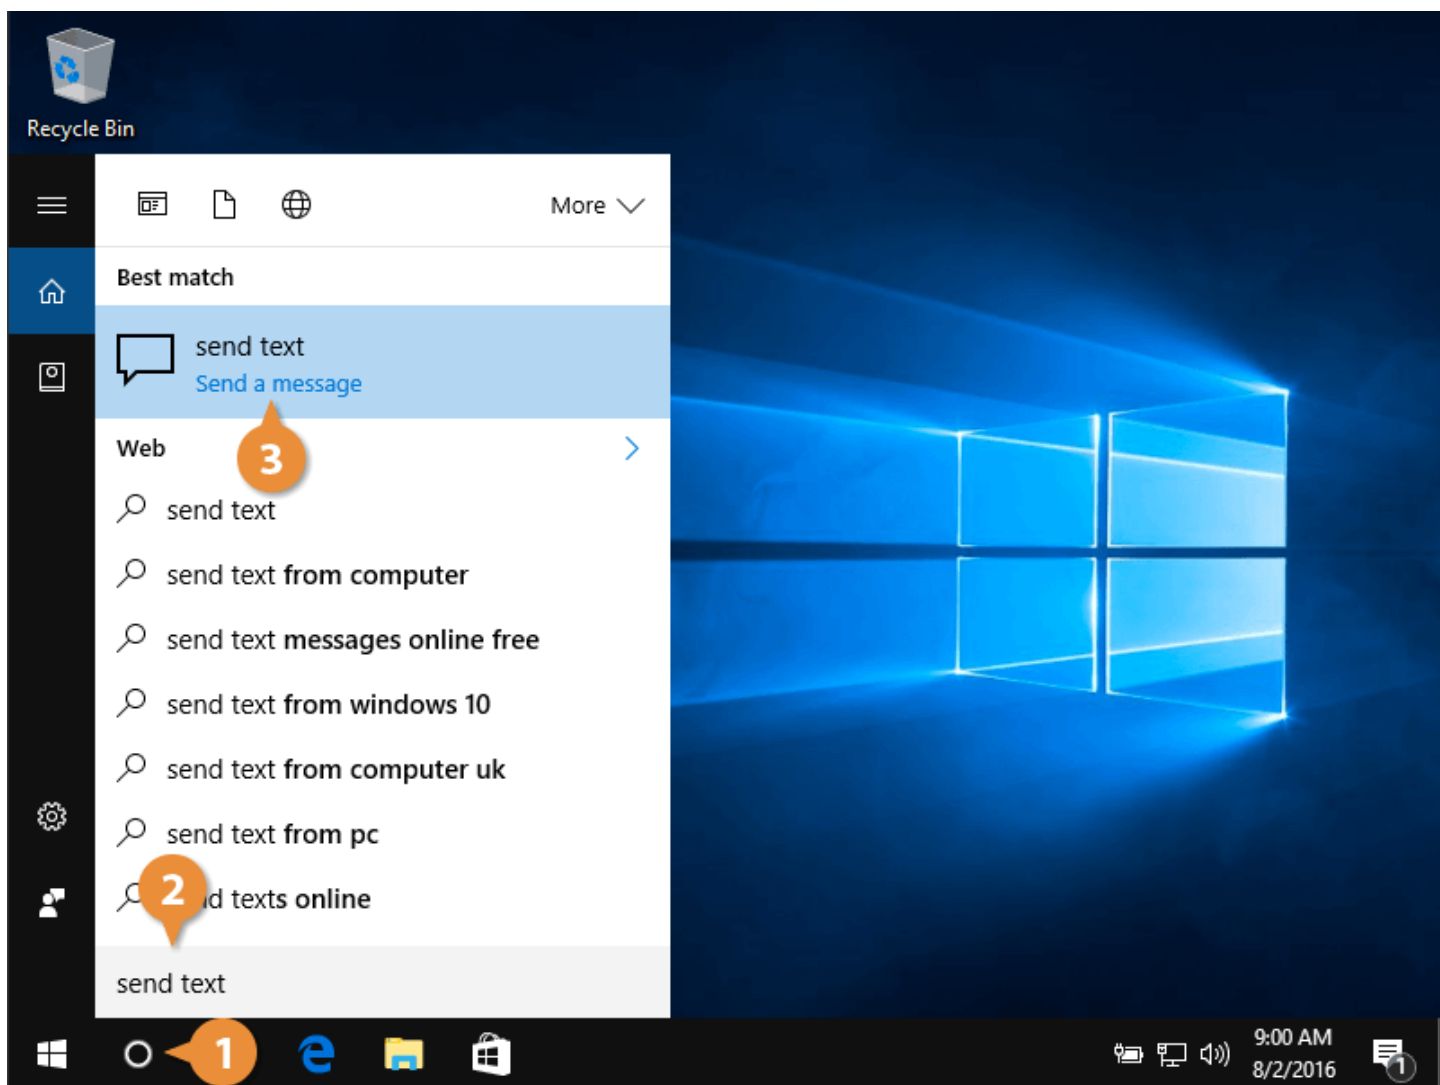 Recycle Bin
More
Best match
send text
Send a message
3
Web
send text
send text from computer
send text messages online free
send text from windows 10
send text from computer uk
send text from pc
2
texts online
send text
1
9:00 AM
8/2/2016
1